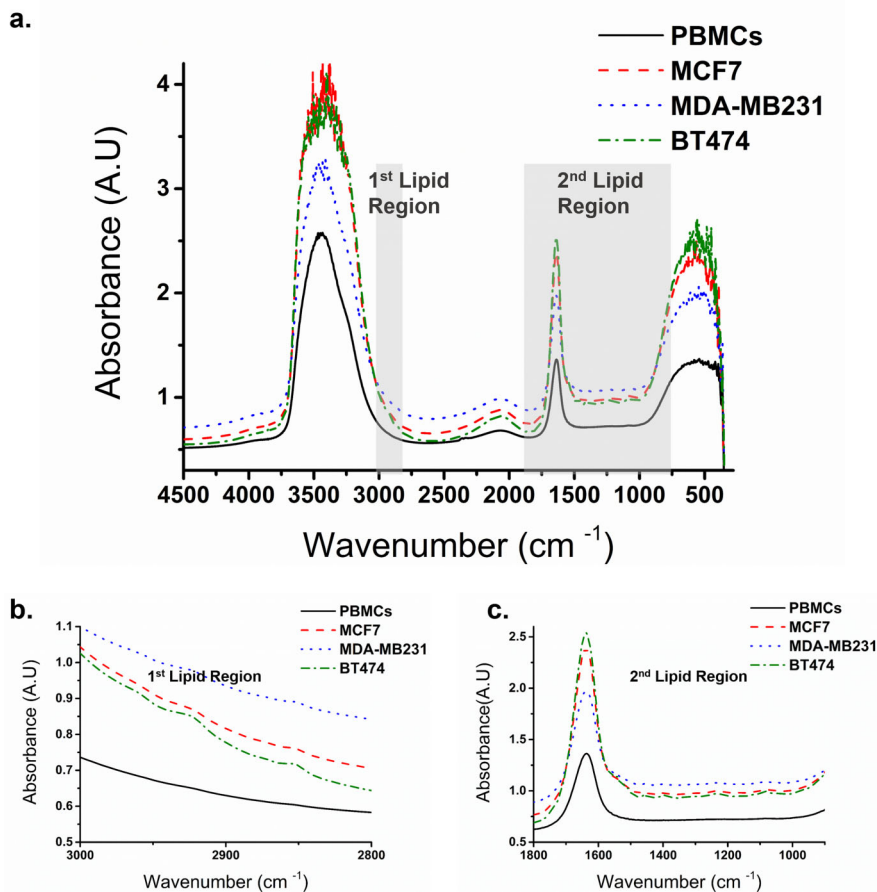 a.
PBMCs
MCF7
MDA-MB231
BT474
1st Lipid
Region
2nd Lipid
Region
Absorbance (A.U)
4
3
2
1
4500 4000 3500 3000 2500 2000 1500 1000 500
Wavenumber (cm -1)
b.
PBMCs
MCF7
MDA-MB231
BT474
1st Lipid Region
Absorbance (A.U)
1.1
1.0
0.9
0.8
0.7
0.6
0.5
3000 2900 2800
Wavenumber (cm-1)
c.
PBMCs
MCF7
MDA-MB231
BT474
2nd Lipid Region
Absorbance(A.U)
2.5
2.0
1.5
1.0
0.5
1800 1600 1400 1200 1000
Wavenumber (cm-1)